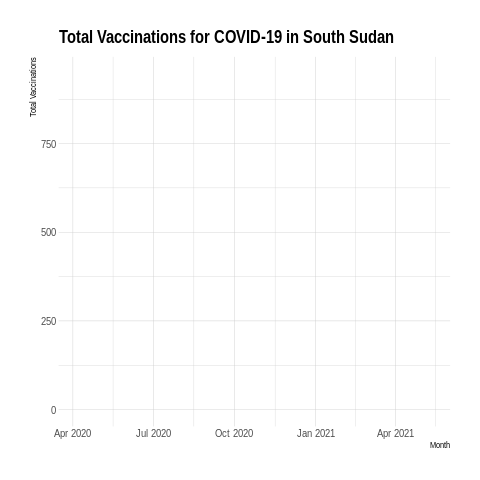 Total Vaccinations for COVID-19 in South Sudan
Total Vaccinations
750
500
250
0
Apr 2020 Jul 2020 Oct 2020 Jan 2021 Apr 2021
Month